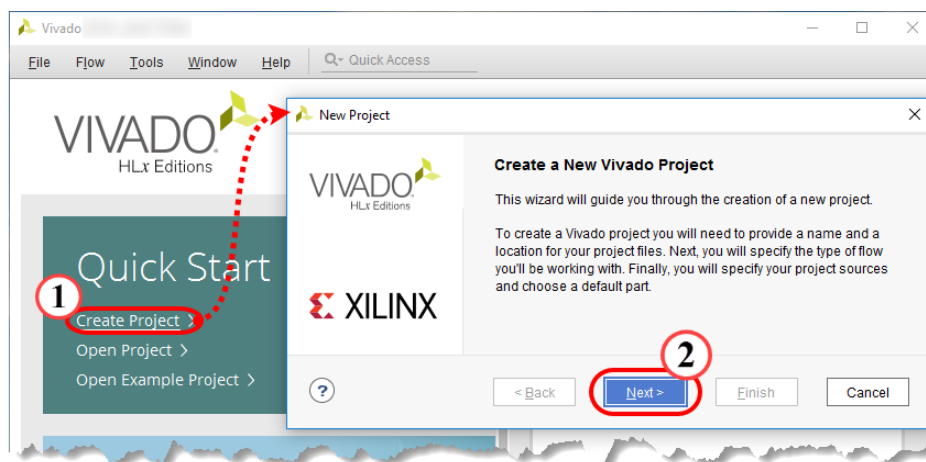 Vivado
File Flow Tools Window Help Quick Access
VIVADO.
HLx Editions
Quick Start
1
Create Project >
Open Project >
Open Example Project >
New Project
VIVADO.
HLx Editions
XILINX
Create a New Vivado Project
This wizard will guide you through the creation of a new project.
To create a Vivado project you will need to provide a name and a
location for your project files. Next, you will specify the type of flow
you'll be working with. Finally, you will specify your project sources
and choose a default part.
2
?
< Back Next > Finish Cancel